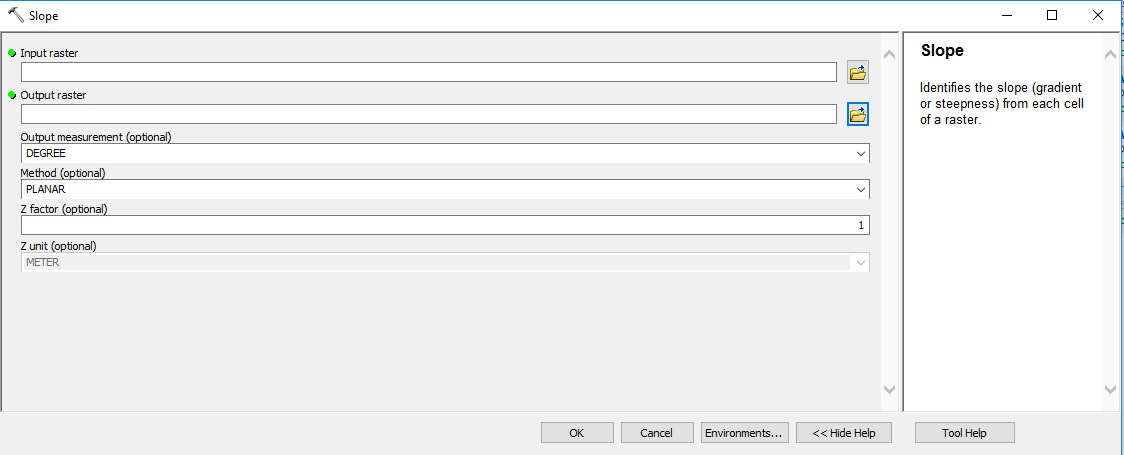 Slope
Input raster
Output raster
Output measurement (optional)
DEGREE
Method (optional)
PLANAR
Z factor (optional)
1
Z unit (optional)
METER
Slope
Identifies the slope (gradient
or steepness) from each cell
of a raster.
OK
Cancel
Environments...
<< Hide Help
Tool Help